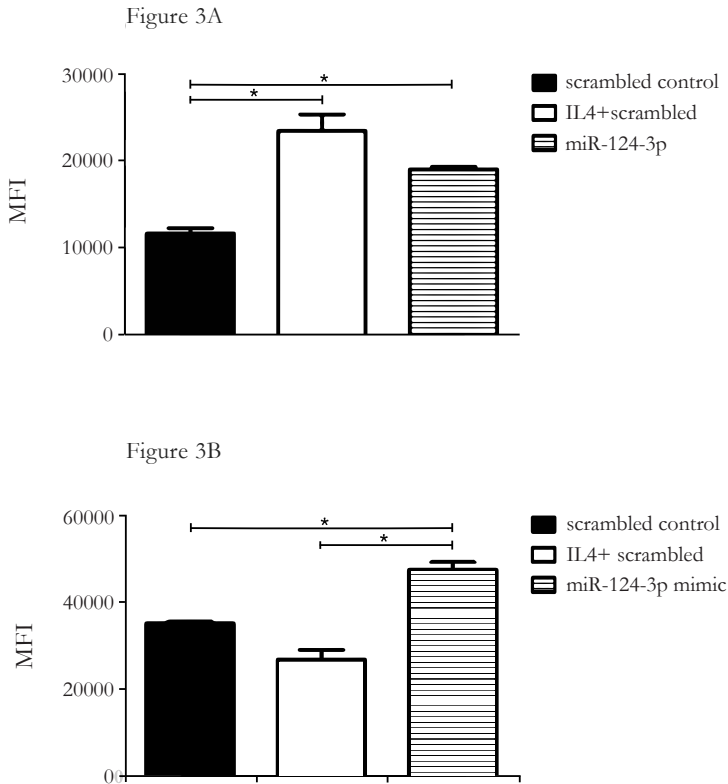 Figure 3A
30000
20000
10000
0
MFI
*
*
scrambled control
IL4+scrambled
miR-124-3p
Figure 3B
60000
40000
20000
00
MFI
*
*
scrambled control
IL4+ scrambled
miR-124-3p mimic